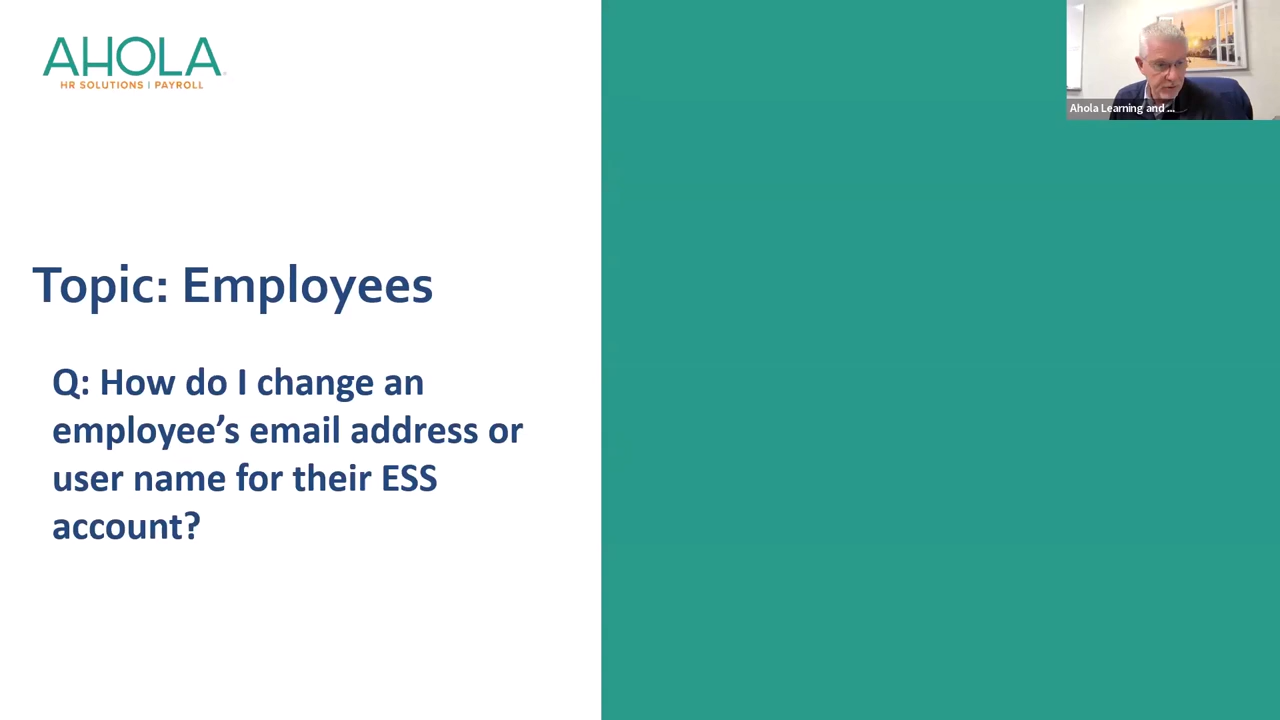 AHOLA
HR SOLUTIONS | PAYROLL
Ahola Learning and ...
Topic: Employees
Q: How do I change an
employee’s email address or
user name for their ESS
account?